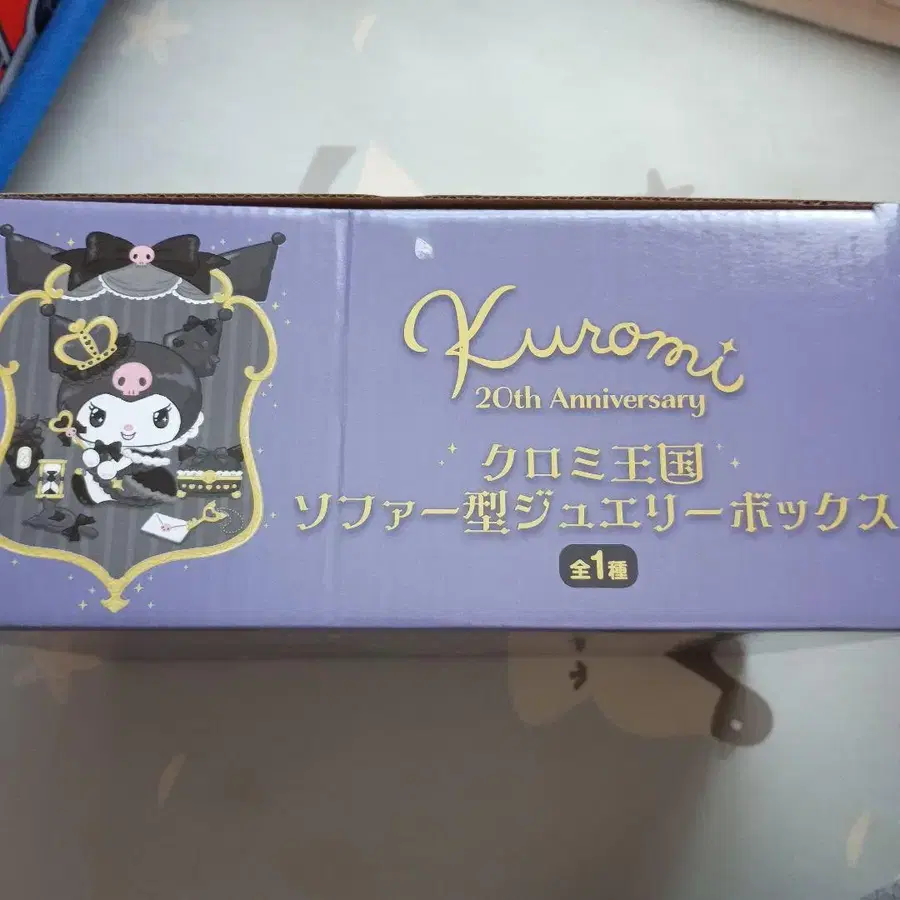 Kuromi
20th Anniversary
クロミ王国
ソファー型ジュエリーボックス
全1種